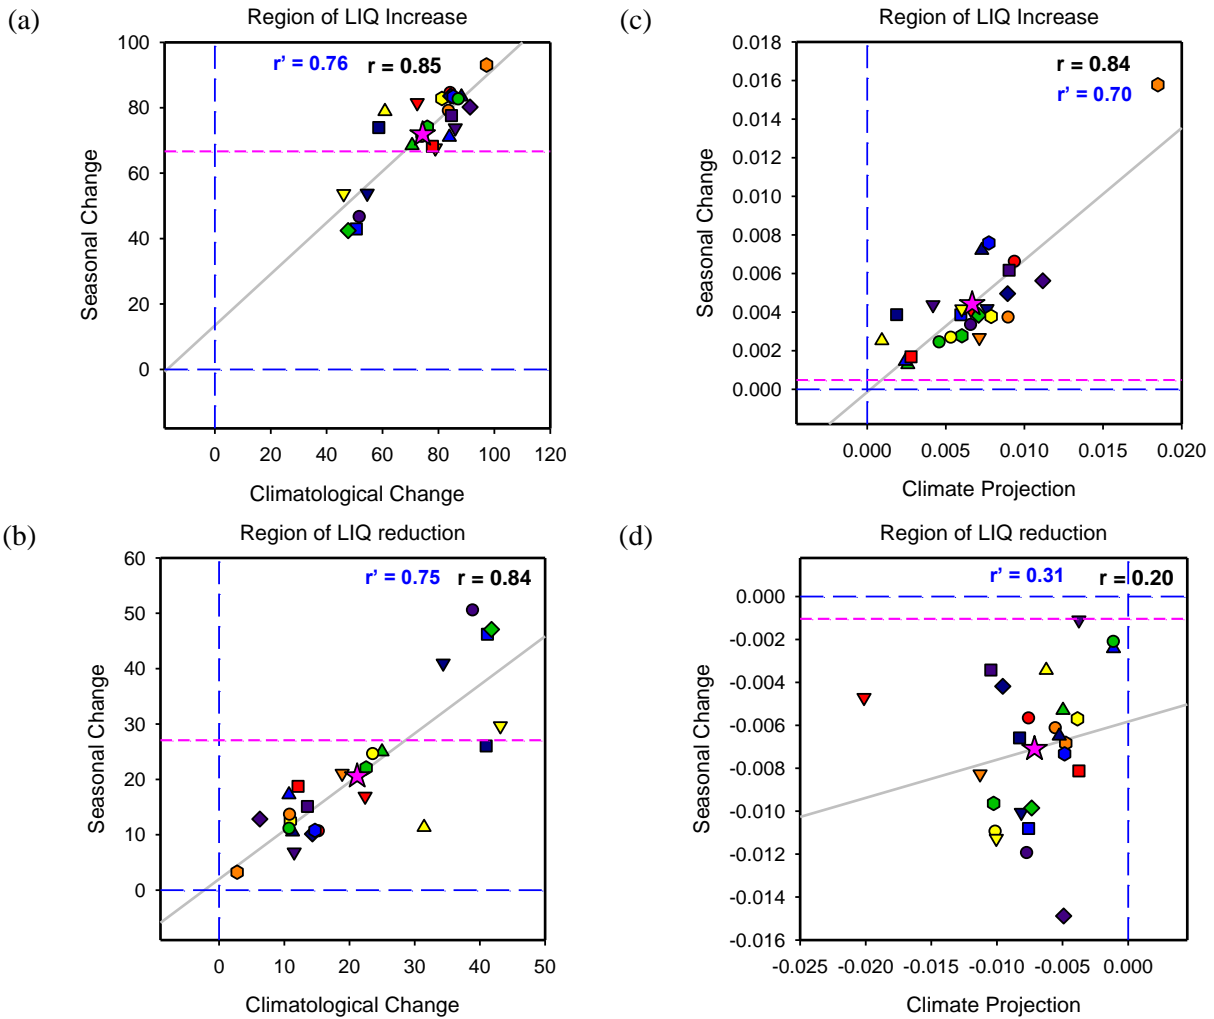 (a)
Region of LIQ Increase
r’ = 0.76 r = 0.85
100
80
60
40
20
0
Seasonal Change
0 20 40 60 80 100 120
Climatological Change
(c)
Region of LIQ Increase
r = 0.84
r’ = 0.70
0.018
0.016
0.014
0.012
0.010
0.008
0.006
0.004
0.002
0.000
Seasonal Change
0.000 0.005 0.010 0.015 0.020
Climate Projection
(b)
Region of LIQ reduction
r’ = 0.75 r = 0.84
60
50
40
30
20
10
0
Seasonal Change
0 10 20 30 40 50
Climatological Change
(d)
Region of LIQ reduction
r’ = 0.31 r = 0.20
0.000
-0.002
-0.004
-0.006
-0.008
-0.010
-0.012
-0.014
-0.016
Seasonal Change
-0.025 -0.020 -0.015 -0.010 -0.005 0.000
Climate Projection